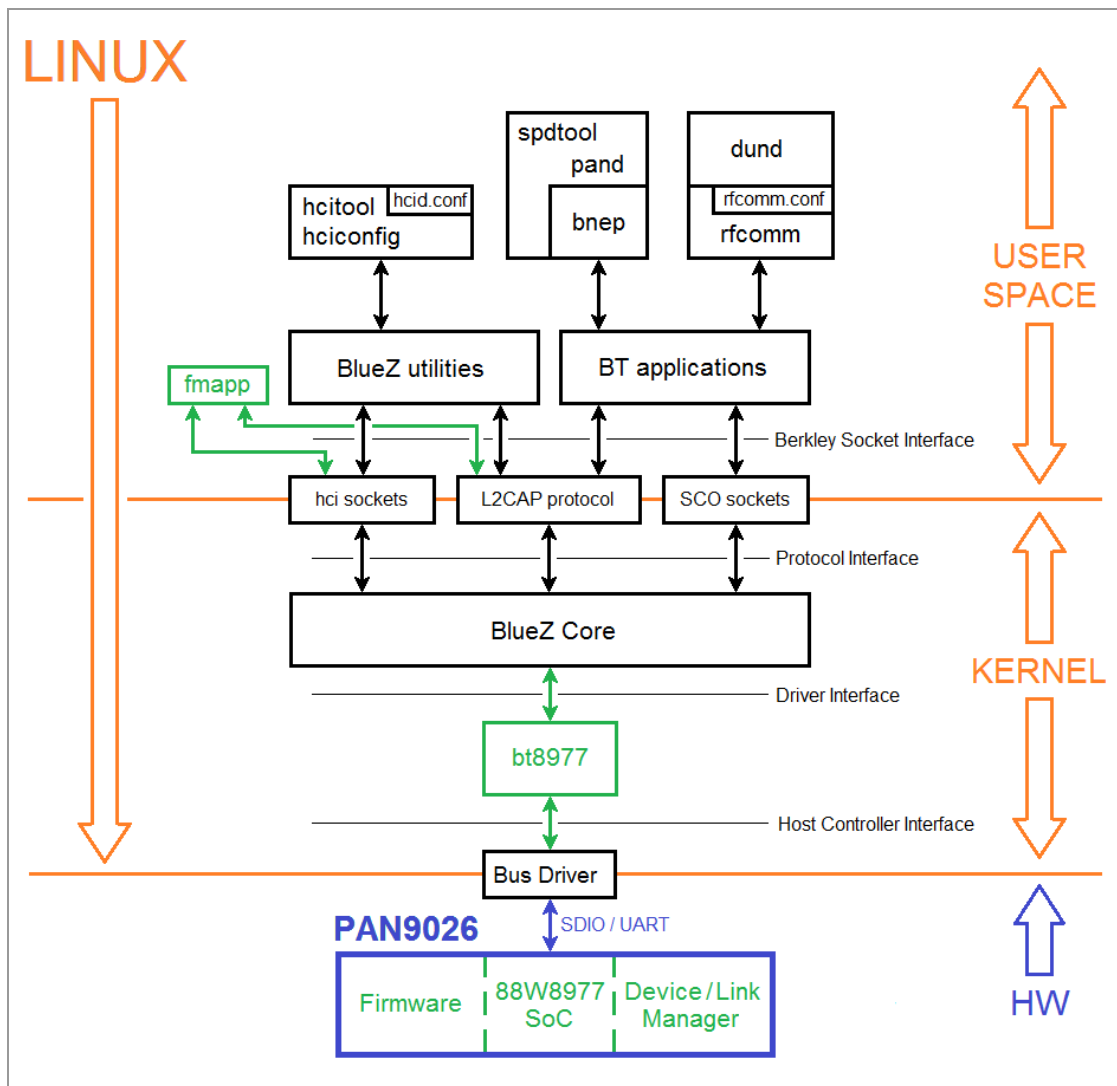 LINUX
spdtool
pand
bnep
dund
rfcomm.conf
rfcomm
hcitool
hcid.conf
hciconfig
USER
SPACE
BlueZ utilities
BT applications
fmapp
Berkley Socket Interface
hci sockets
L2CAP protocol
SCO sockets
Protocol Interface
BlueZ Core
KERNEL
Driver Interface
bt8977
Host Controller Interface
Bus Driver
PAN9026
SDIO / UART
Firmware
88W8977
SoC
Device / Link
Manager
HW